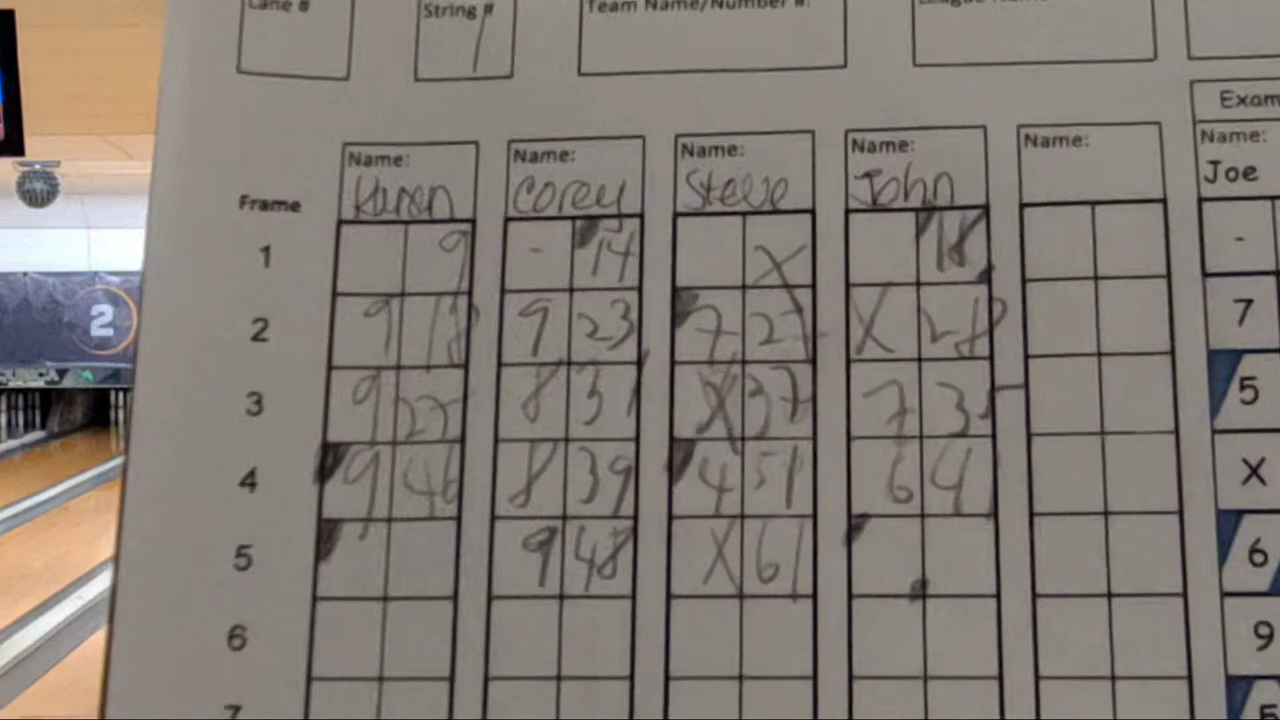 Lane # String # Team Name/Number #:
1
Exam
Name: Name: Name: Name: Name: Name:
Frame Karen Corey Steve John Joe
1 9 - 14 X 18 -
2 9 18 9 23 7 27 X 28 7
2
3 9 27 8 31 X 37 7 35 5
4 9 46 8 39 4 51 6 41 X
5 9 48 X 61 6
6 9
7